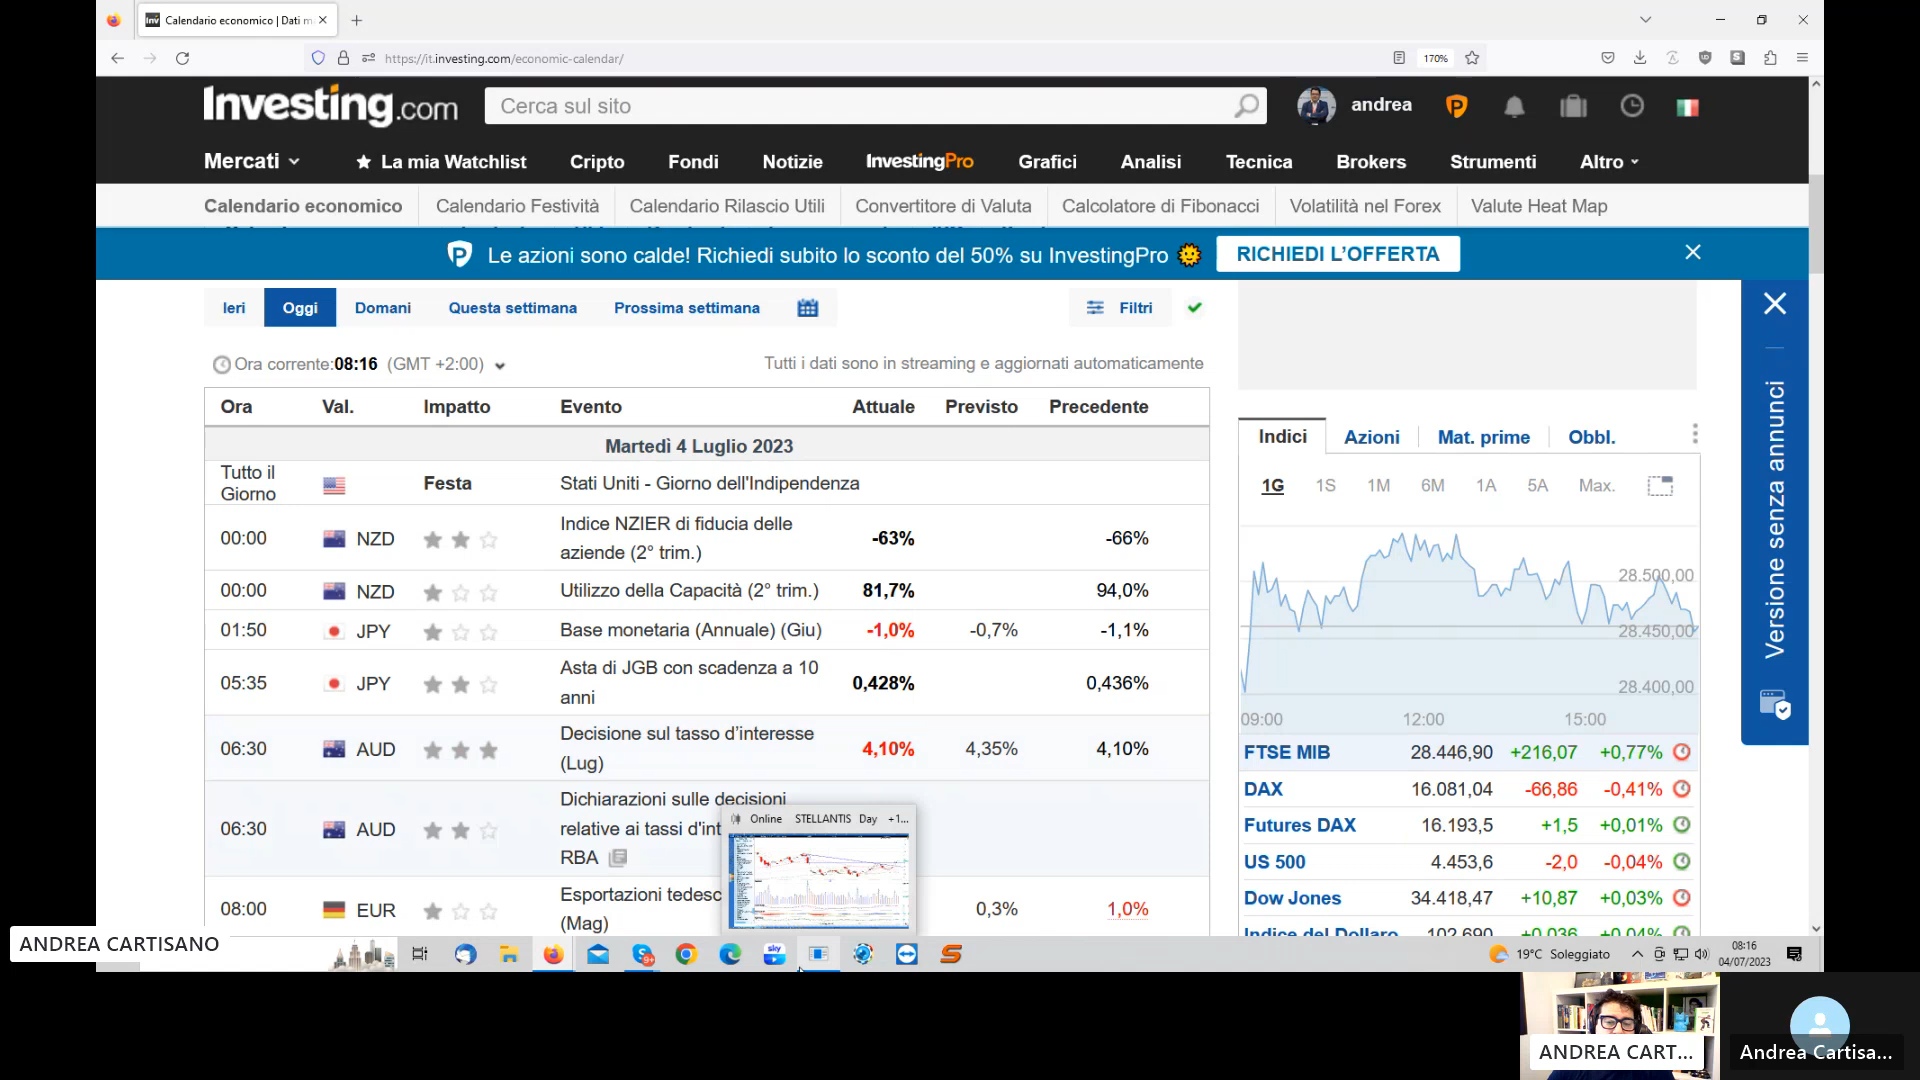 Calendario economico | Dati m
https://it.investing.com/economic-calendar/
170%
Investing.com
Cerca sul sito
andrea
Mercati
La mia Watchlist
Cripto
Fondi
Notizie
InvestingPro
Grafici
Analisi
Tecnica
Brokers
Strumenti
Altro
Calendario economico
Calendario Festività
Calendario Rilascio Utili
Convertitore di Valuta
Calcolatore di Fibonacci
Volatilità nel Forex
Valute Heat Map
Le azioni sono calde! Richiedi subito lo sconto del 50% su InvestingPro
RICHIEDI L'OFFERTA
Ieri
Oggi
Domani
Questa settimana
Prossima settimana
Filtri
Ora corrente:08:16 (GMT +2:00)
Tutti i dati sono in streaming e aggiornati automaticamente
Ora Val. Impatto Evento Attuale Previsto Precedente
Martedì 4 Luglio 2023
Tutto il
Giorno
Festa
Stati Uniti - Giorno dell'Indipendenza
00:00 NZD
Indice NZIER di fiducia delle
aziende (2° trim.)
-63% -66%
00:00 NZD Utilizzo della Capacità (2° trim.) 81,7% 94,0%
01:50 JPY Base monetaria (Annuale) (Giu) -1,0% -0,7% -1,1%
05:35 JPY
Asta di JGB con scadenza a 10
anni
0,428% 0,436%
06:30 AUD
Decisione sul tasso d'interesse
(Lug)
4,10% 4,35% 4,10%
06:30 AUD
Dichiarazioni sulle decisioni
relative ai tassi d'int
RBA
08:00 EUR
Esportazioni tedesc
(Mag)
0,3% 1,0%
Online STELLANTIS Day +1...
Indici
Azioni
Mat. prime
Obbl.
1G 1S 1M 6M 1A 5A Max.
28.500,00
28.450,00
28.400,00
09:00 12:00 15:00
FTSE MIB 28.446,90 +216,07 +0,77%
DAX 16.081,04 -66,86 -0,41%
Futures DAX 16.193,5 +1,5 +0,01%
US 500 4.453,6 -2,0 -0,04%
Dow Jones 34.418,47 +10,87 +0,03%
Indice del Dollaro 102.690 +0.036 +0.04%
Versione senza annunci
sky
9+
19°C Soleggiato
08:16
04/07/2023
ANDREA CARTISANO
ANDREA CART...
Andrea Cartisa...